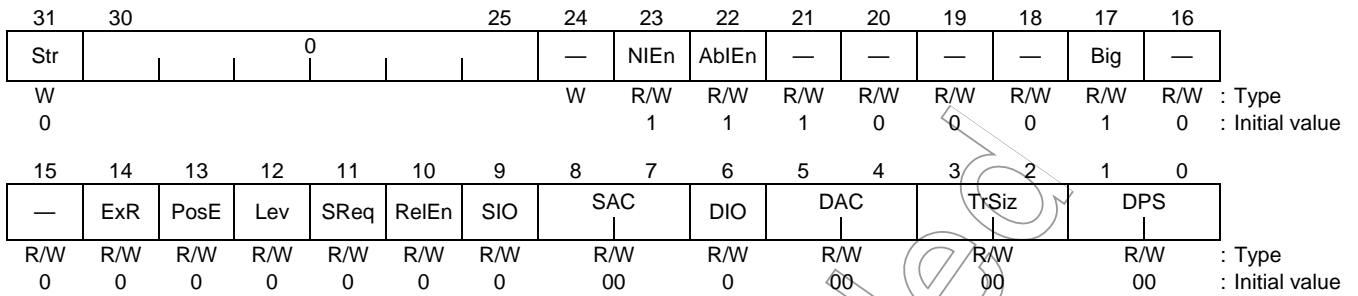 31 30 25 24 23 22 21 20 19 18 17 16
Str 0 — NIEn AbIEn — — — — Big —
W W R/W R/W R/W R/W R/W R/W R/W R/W : Type
0 1 1 1 0 0 0 1 0 : Initial value
15 14 13 12 11 10 9 8 7 6 5 4 3 2 1 0
— ExR PosE Lev SReq RelEn SIO SAC DIO DAC TrSiz DPS
R/W R/W R/W R/W R/W R/W R/W R/W R/W R/W R/W R/W : Type
0 0 0 0 0 0 0 00 0 00 00 00 : Initial value